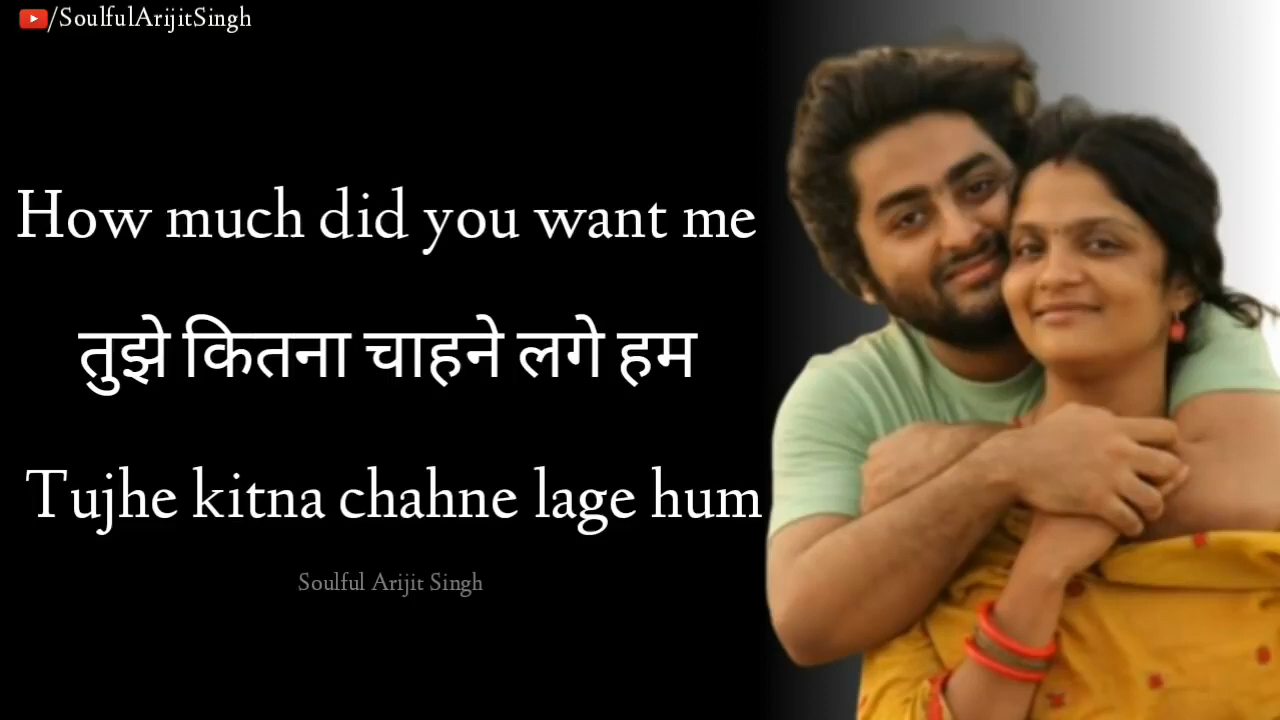 /SoulfulArijitSingh
How much did you want me
तुझे कितना चाहने लगे हम
Tujhe kitna chahne lage hum
Soulful Arijit Singh